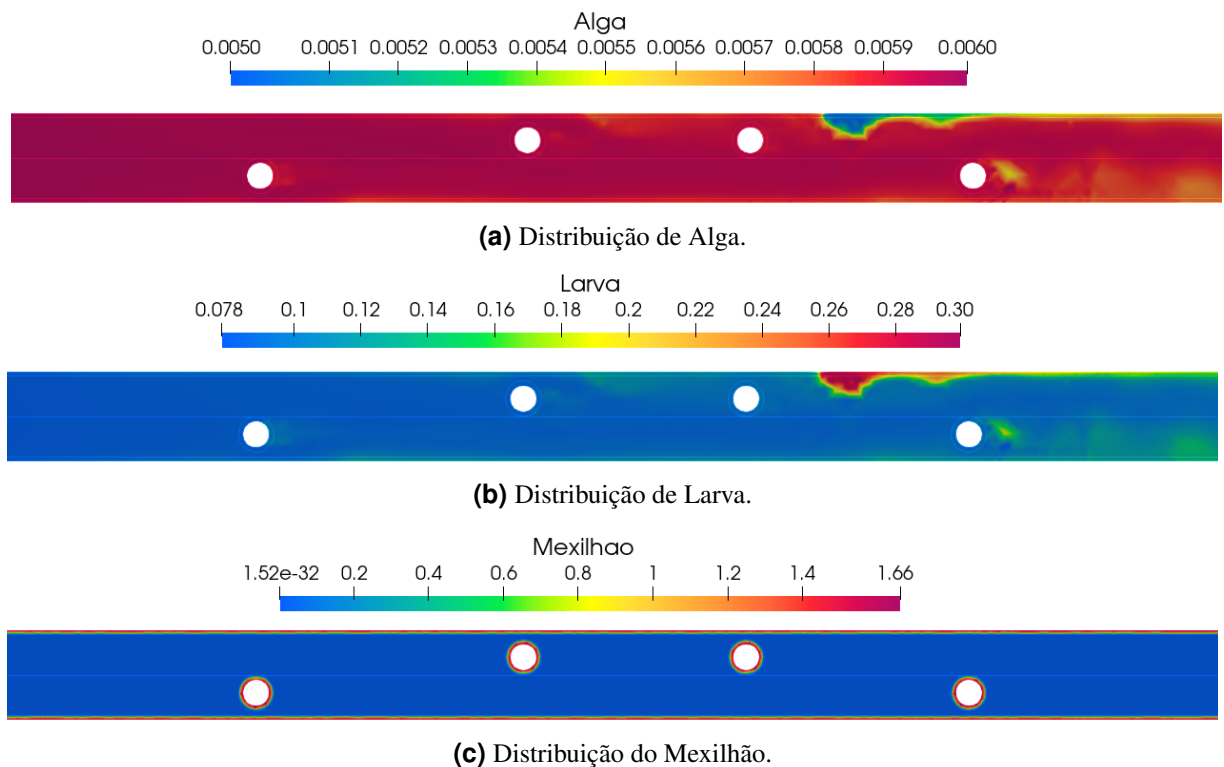 Alga
0.0050 0.0051 0.0052 0.0053 0.0054 0.0055 0.0056 0.0057 0.0058 0.0059 0.0060
(a) Distribuição de Alga.
Larva
0.078 0.1 0.12 0.14 0.16 0.18 0.2 0.22 0.24 0.26 0.28 0.30
(b) Distribuição de Larva.
Mexilhao
1.52e-32 0.2 0.4 0.6 0.8 1 1.2 1.4 1.66
(c) Distribuição do Mexilhão.